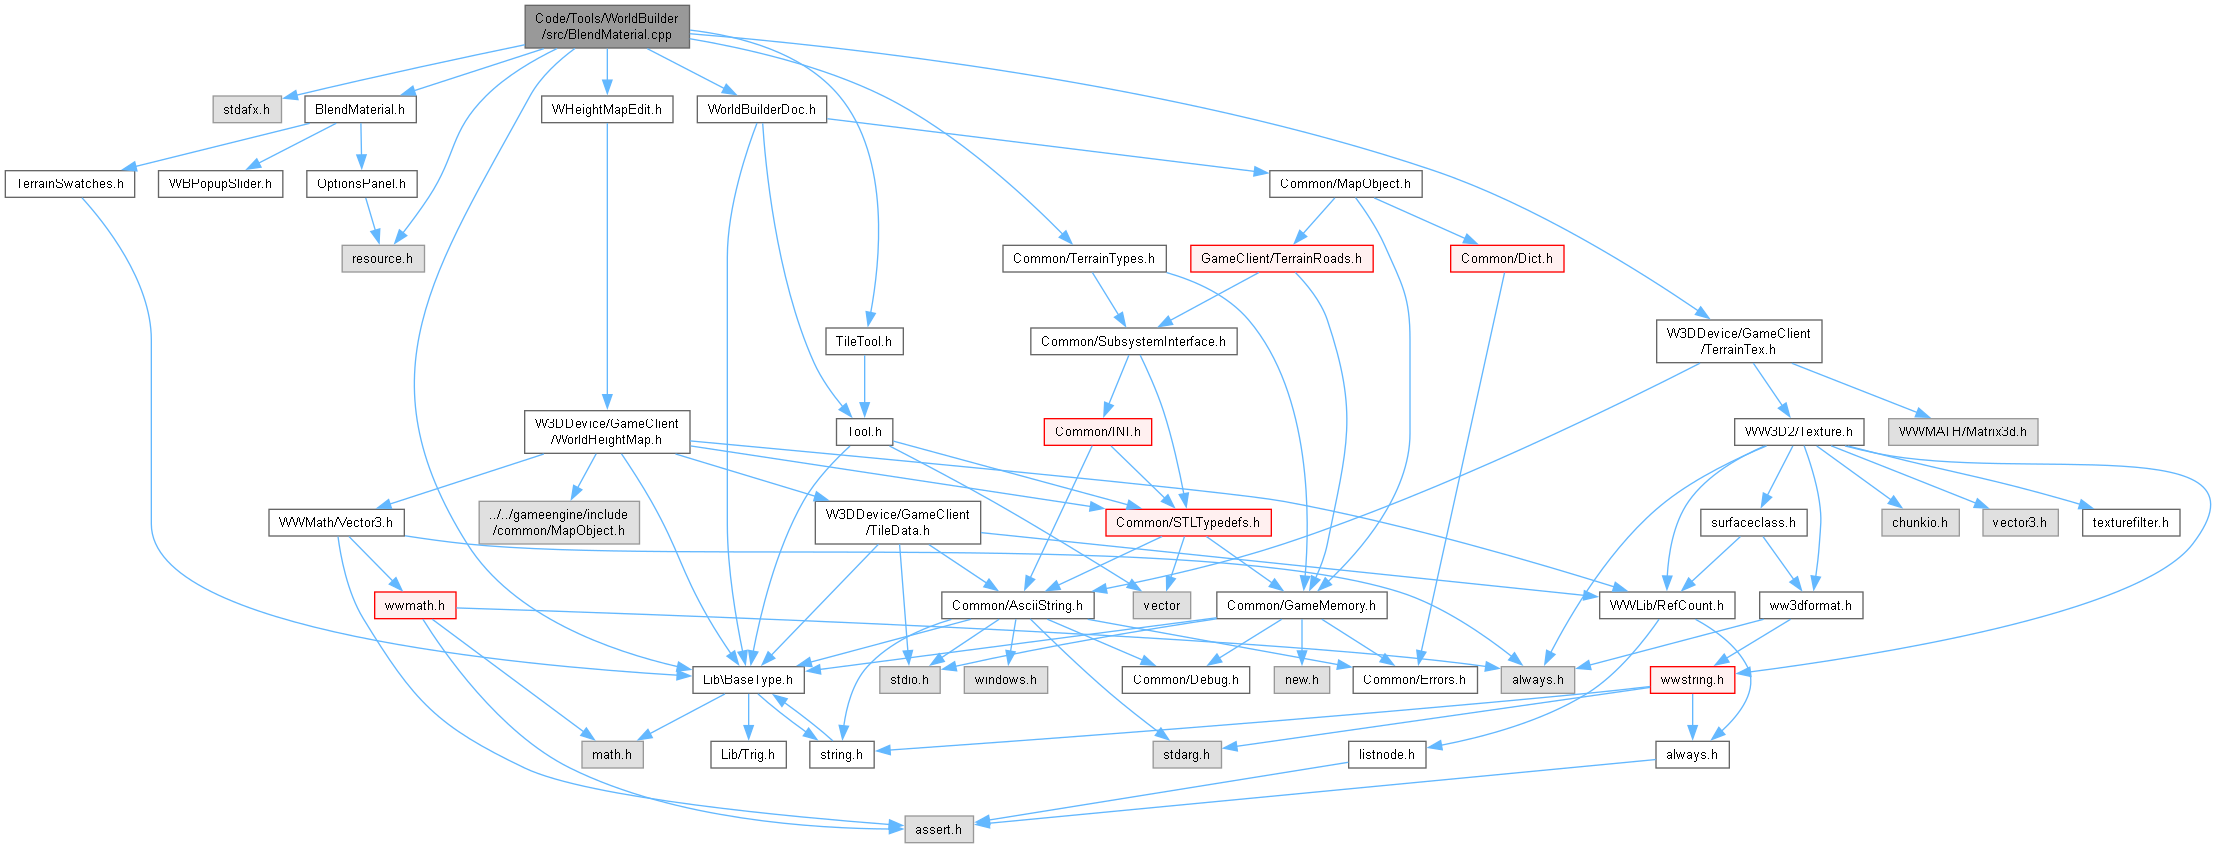 Code/Tools/WorldBuilder
/src/BlendMaterial.cpp
stdafx.h
BlendMaterial.h
WHeightMapEdit.h
WorldBuilderDoc.h
TerrainSwatches.h
WBPopupSlider.h
OptionsPanel.h
Common/MapObject.h
resource.h
Common/TerrainTypes.h
GameClient/TerrainRoads.h
Common/Dict.h
TileTool.h
Common/SubsystemInterface.h
W3DDevice/GameClient
/TerrainTex.h
W3DDevice/GameClient
/WorldHeightMap.h
Tool.h
Common/INI.h
WW3D2/Texture.h
WWMATH/Matrix3d.h
WWMath/Vector3.h
../../gameengine/include
/common/MapObject.h
W3DDevice/GameClient
/TileData.h
Common/STLTypedefs.h
surfaceclass.h
chunkio.h
vector3.h
texturefilter.h
wwmath.h
Common/AsciiString.h
vector
Common/GameMemory.h
WWLib/RefCount.h
ww3dformat.h
Lib\BaseType.h
stdio.h
windows.h
Common/Debug.h
new.h
Common/Errors.h
always.h
wwstring.h
math.h
Lib/Trig.h
string.h
stdarg.h
listnode.h
always.h
assert.h